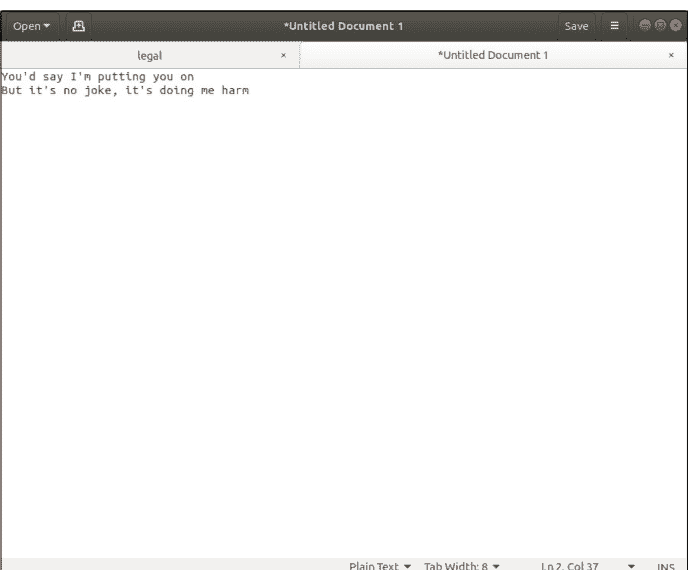 Open *Untitled Document 1 Save
legal × *Untitled Document 1 ×
You'd say I'm putting you on
But it's no joke, it's doing me harm
Plain Text Tab Width: 8 Ln 2, Col 37 INS